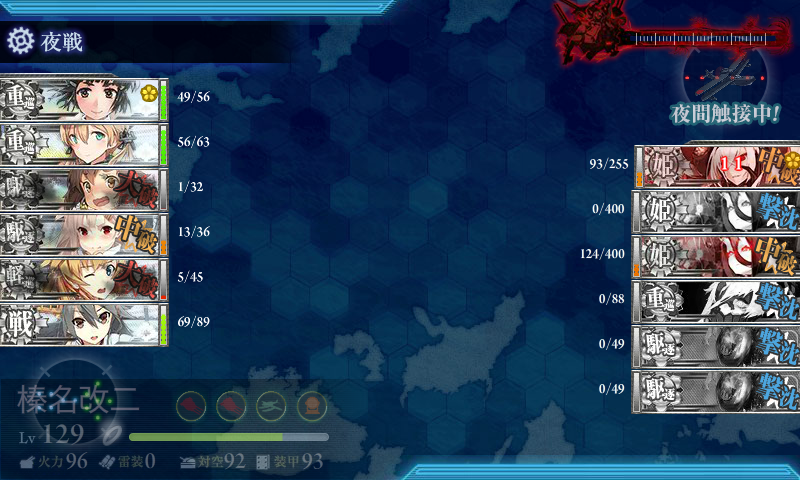 夜戦
夜間触接中!
重巡
49/56
重巡
56/63
駆逐 大破
1/32
駆逐 中破
13/36
軽巡 大破
5/45
戦
69/89
93/255
姫 11 中破
0/400
姫 撃沈
124/400
姫 中破
0/88
重巡 撃沈
0/49
駆逐 撃沈
0/49
駆逐 撃沈
榛名改二
Lv 129
火力96 雷装0 対空92 装甲93